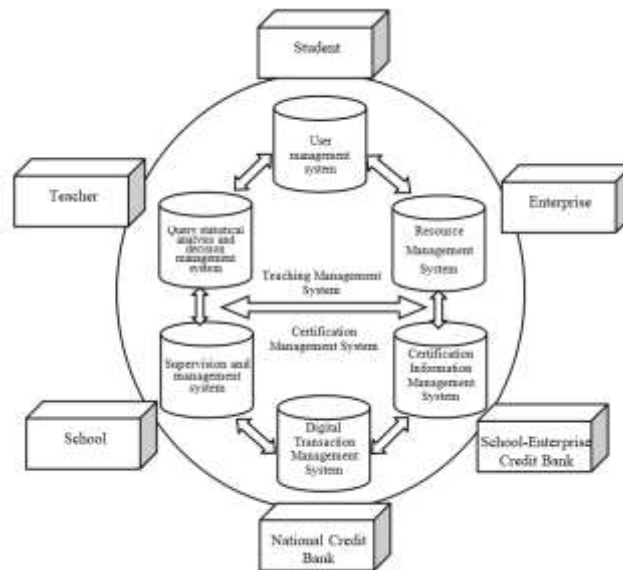 Student
User
management
system
Teacher
Enterprise
Query statistical
analysis and
decision
management
system
Resource
Management
System
Teaching Management
System
Certification
Management System
Supervision and
management
system
Certification
Information
Management
System
School
Digital
Transaction
Management
System
School-Enterprise
Credit Bank
National Credit
Bank